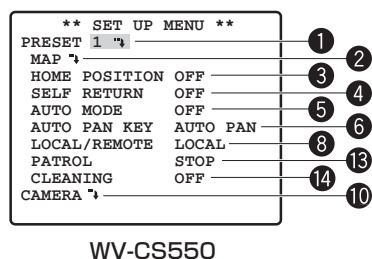 ** SET UP MENU **
PRESET 1 ↴ 1
MAP ↴ 2
HOME POSITION OFF 3
SELF RETURN OFF 4
AUTO MODE OFF 5
AUTO PAN KEY AUTO PAN 6
LOCAL/REMOTE LOCAL 8
PATROL STOP 13
CLEANING OFF 14
CAMERA ↴ 10
WV-CS550